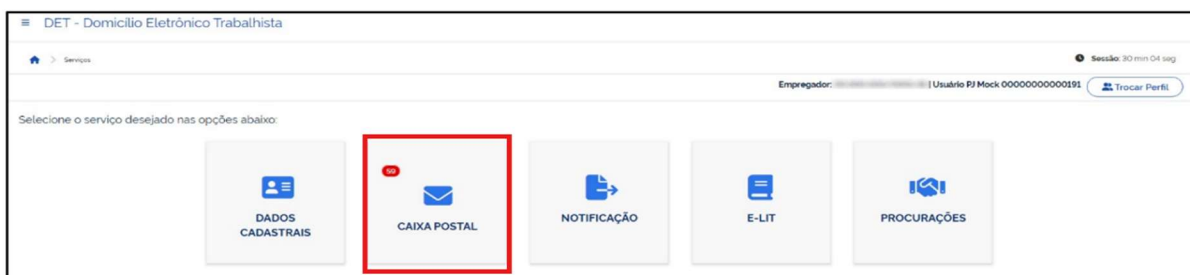 DET - Domicílio Eletrônico Trabalhista
Serviços
Sessão: 30 mn 04 seg
Empregador: | Usuário PJ Mock 00000000000191 Trocar Perfil
Selecione o serviço desejado nas opções abaixo:
50
DADOS
CADASTRAIS
CAIXA POSTAL
NOTIFICAÇÃO
E-LIT
PROCURAÇÕES